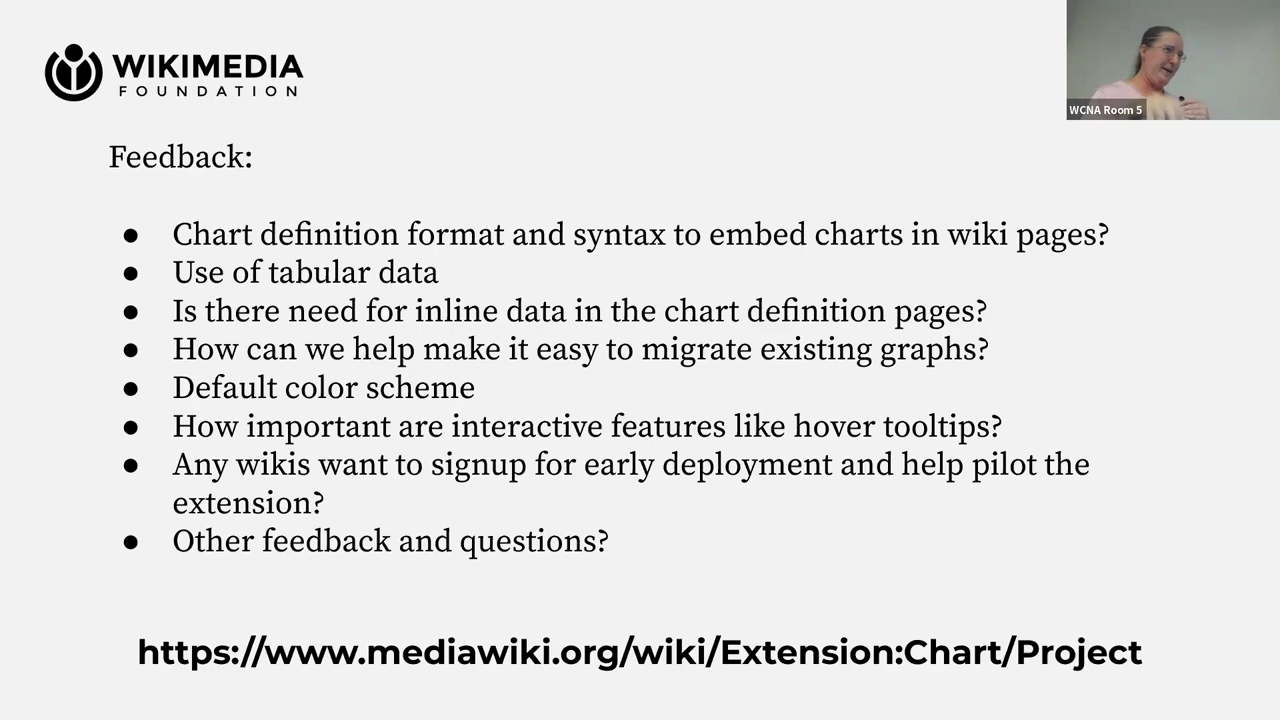 WIKIMEDIA
FOUNDATION
WCNA Room 5
Feedback:
● Chart definition format and syntax to embed charts in wiki pages?
● Use of tabular data
● Is there need for inline data in the chart definition pages?
● How can we help make it easy to migrate existing graphs?
● Default color scheme
● How important are interactive features like hover tooltips?
● Any wikis want to signup for early deployment and help pilot the
extension?
● Other feedback and questions?
https://www.mediawiki.org/wiki/Extension:Chart/Project